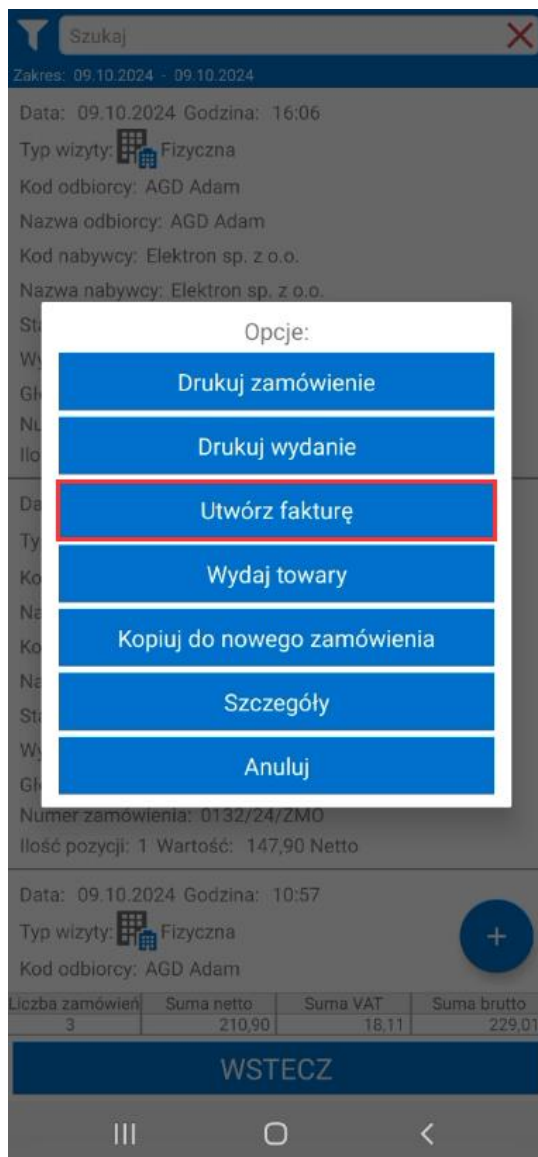 Szukaj
Zakres: 09.10.2024 - 09.10.2024
Data: 09.10.2024 Godzina: 16:06
Typ wizyty: Fizyczna
Kod odbiorcy: AGD Adam
Nazwa odbiorcy: AGD Adam
Kod nabywcy: Elektron sp. z o.o.
Nazwa nabywcy: Elektron sp. z o.o.
Opcje:
Drukuj zamówienie
Drukuj wydanie
Utwórz fakturę
Wydaj towary
Kopiuj do nowego zamówienia
Szczegóły
Anuluj
Numer zamówienia: 0132/24/ZMO
Ilość pozycji: 1 Wartość: 147,90 Netto
Data: 09.10.2024 Godzina: 10:57
Typ wizyty: Fizyczna
Kod odbiorcy: AGD Adam
+
Liczba zamówień Suma netto Suma VAT Suma brutto
3 210,90 18,11 229,01
WSTECZ